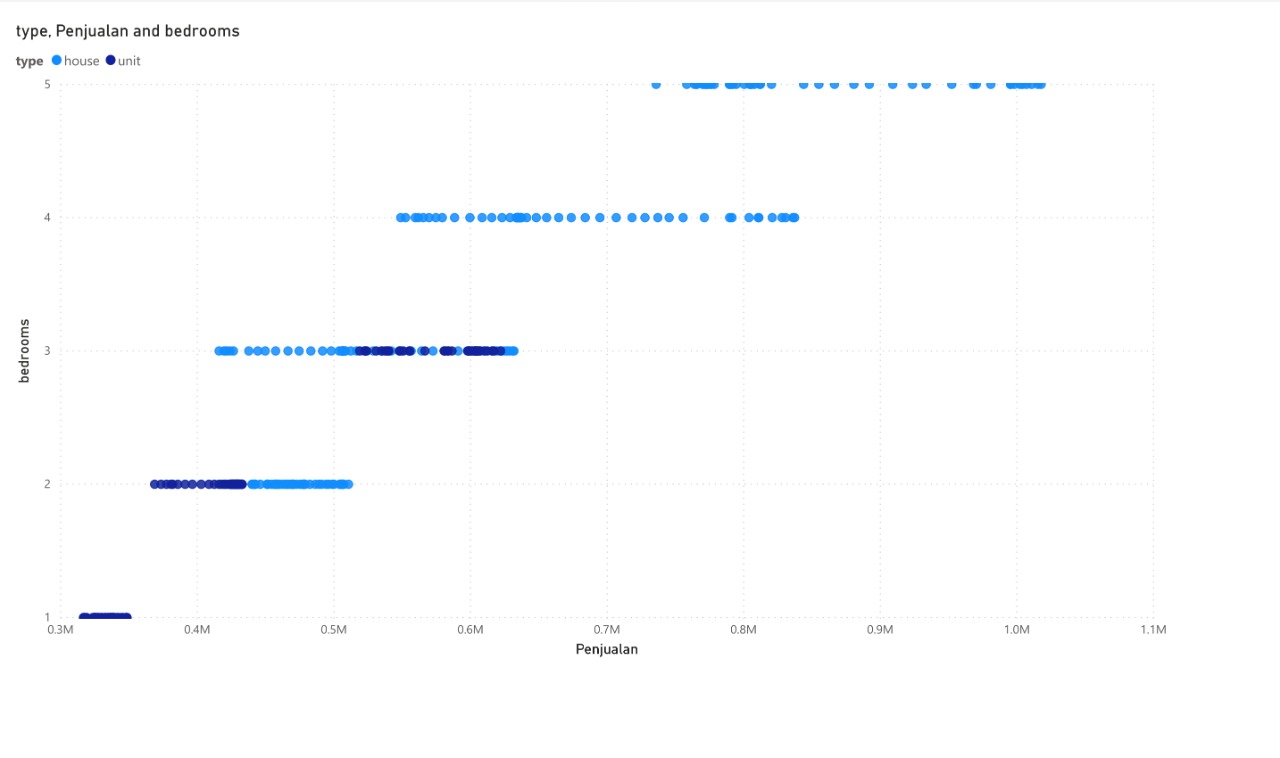 type, Penjualan and bedrooms
type house unit
5
4
3
2
1
bedrooms
0.3M 0.4M 0.5M 0.6M 0.7M 0.8M 0.9M 1.0M 1.1M
Penjualan